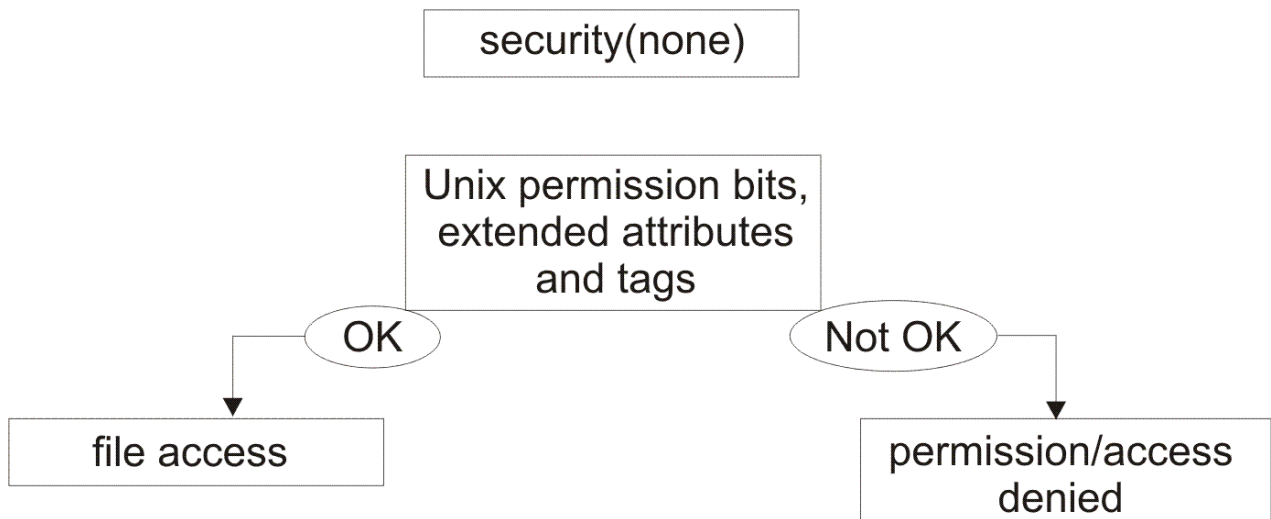 security(none)
Unix permission bits,
extended attributes
and tags
OK
Not OK
file access
permission/access
denied